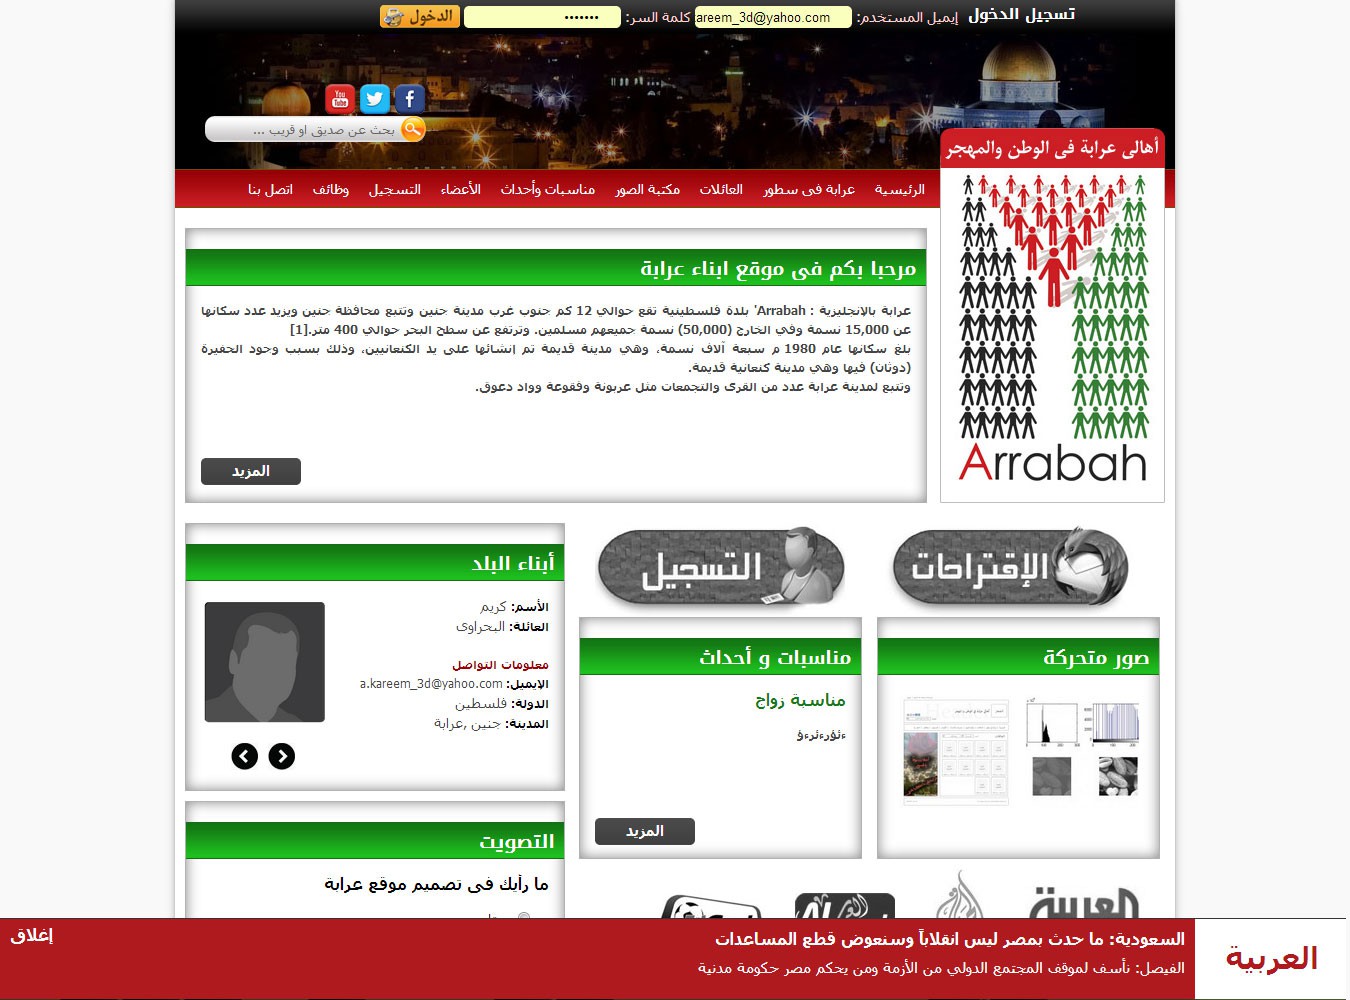 تسجيل الدخول
إيميل المستخدم: kareem_3d@yahoo.com كلمة السر: ••••••• الدخول
You
Tube
بحث عن صديق او قريب ...
أهالى عرابة فى الوطن والمهجر
الرئيسية عرابة فى سطور العائلات مكتبة الصور مناسبات وأحداث الأعضاء التسجيل وظائف اتصل بنا
Arrabah
مرحبا بكم فى موقع ابناء عرابة
عرابة بالإنجليزية : Arrabah' بلدة فلسطينية تقع حوالي 12 كم جنوب غرب مدينة جنين وتتبع محافظة جنين ويزيد عدد سكانها
عن 15,000 نسمة وفي الخارج (50,000) نسمة جميعهم مسلمين. وترتفع عن سطح البحر حوالي 400 متر.[1]
بلغ سكانها عام 1980 م سبعة آلاف نسمة، وهي مدينة قديمة تم إنشائها على يد الكنعانيين، وذلك بسبب وجود الحفيرة
(دوثان) فيها وهي مدينة كنعانية قديمة.
وتتبع لمدينة عرابة عدد من القرى والتجمعات مثل عربونة وفقوعة وواد دعوق.
المزيد
الإقتراحات
التسجيل
صور متحركة
مناسبات و أحداث
مناسبة زواج
ءئؤرءئرءؤ
المزيد
أبناء البلد
الأسم: كريم
العائلة: البحراوى
معلومات التواصل
الإيميل: a.kareem_3d@yahoo.com
الدولة: فلسطين
المدينة: جنين ,عرابة
التصويت
ما رأيك فى تصميم موقع عرابة
العربية
العربية
السعودية: ما حدث بمصر ليس انقلاباً وسنعوض قطع المساعدات
الفيصل: نأسف لموقف المجتمع الدولي من الأزمة ومن يحكم مصر حكومة مدنية
إغلاق